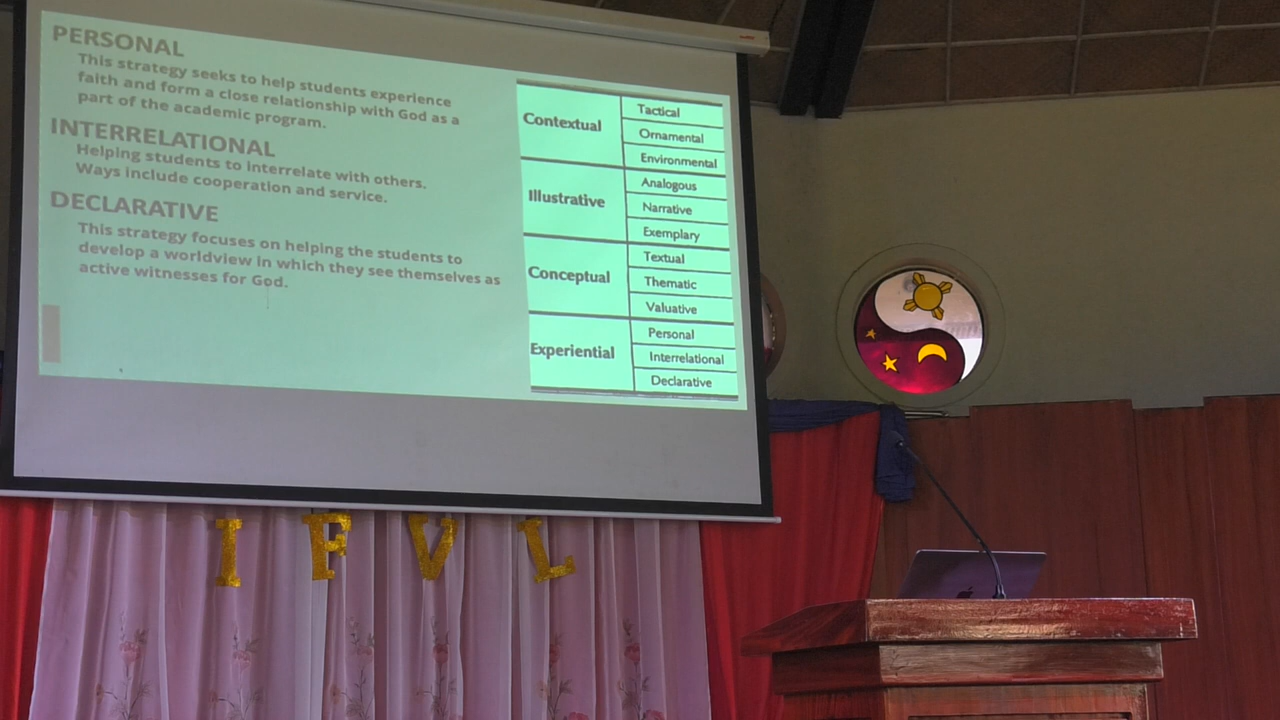 PERSONAL
This strategy seeks to help students experience
faith and form a close relationship with God as a
part of the academic program.
INTERRELATIONAL
Helping students to interrelate with others.
Ways include cooperation and service.
DECLARATIVE
This strategy focuses on helping the students to
develop a worldview in which they see themselves as
active witnesses for God.
Contextual
Tactical
Ornamental
Environmental
Illustrative
Analogous
Narrative
Exemplary
Conceptual
Textual
Thematic
Valuative
Experiential
Personal
Interrelational
Declarative
I F V L